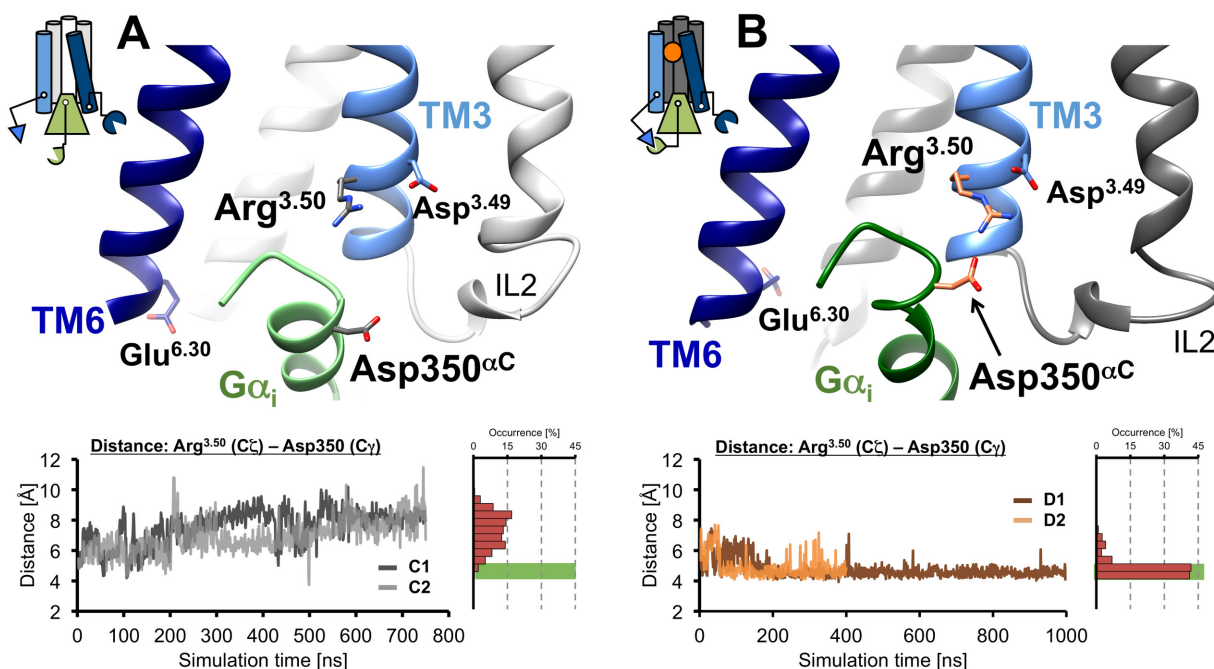 A
TM3
Arg3.50
Asp3.49
IL2
TM6
Glu6.30
Asp350αC
Gαi
Distance: Arg3.50 (Cζ) – Asp350 (Cγ)
Occurrence [%]
0 15 30 45
Distance [Å]
12
10
8
6
4
2
C1
C2
0 100 200 300 400 500 600 700 800
Simulation time [ns]
B
TM3
Arg3.50
Asp3.49
IL2
TM6
Glu6.30
Asp350αC
Gαi
Distance: Arg3.50 (Cζ) – Asp350 (Cγ)
Occurrence [%]
0 15 30 45
Distance [Å]
12
10
8
6
4
2
D1
D2
0 200 400 600 800 1000
Simulation time [ns]